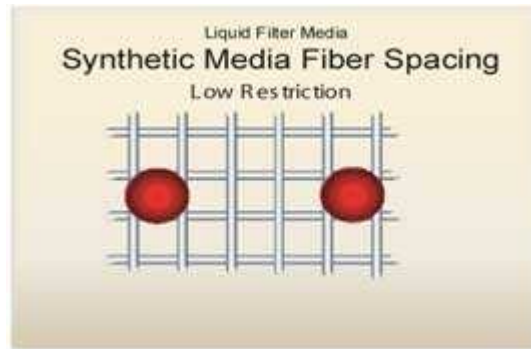 Liquid Filter Media
Synthetic Media Fiber Spacing
Low Restriction